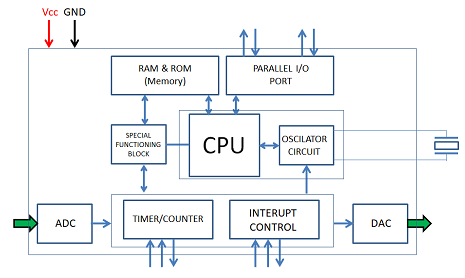 Vcc GND
RAM & ROM
(Memory)
PARALLEL I/O
PORT
SPECIAL
FUNCTIONING
BLOCK
CPU
OSCILATOR
CIRCUIT
ADC
TIMER/COUNTER
INTERUPT
CONTROL
DAC